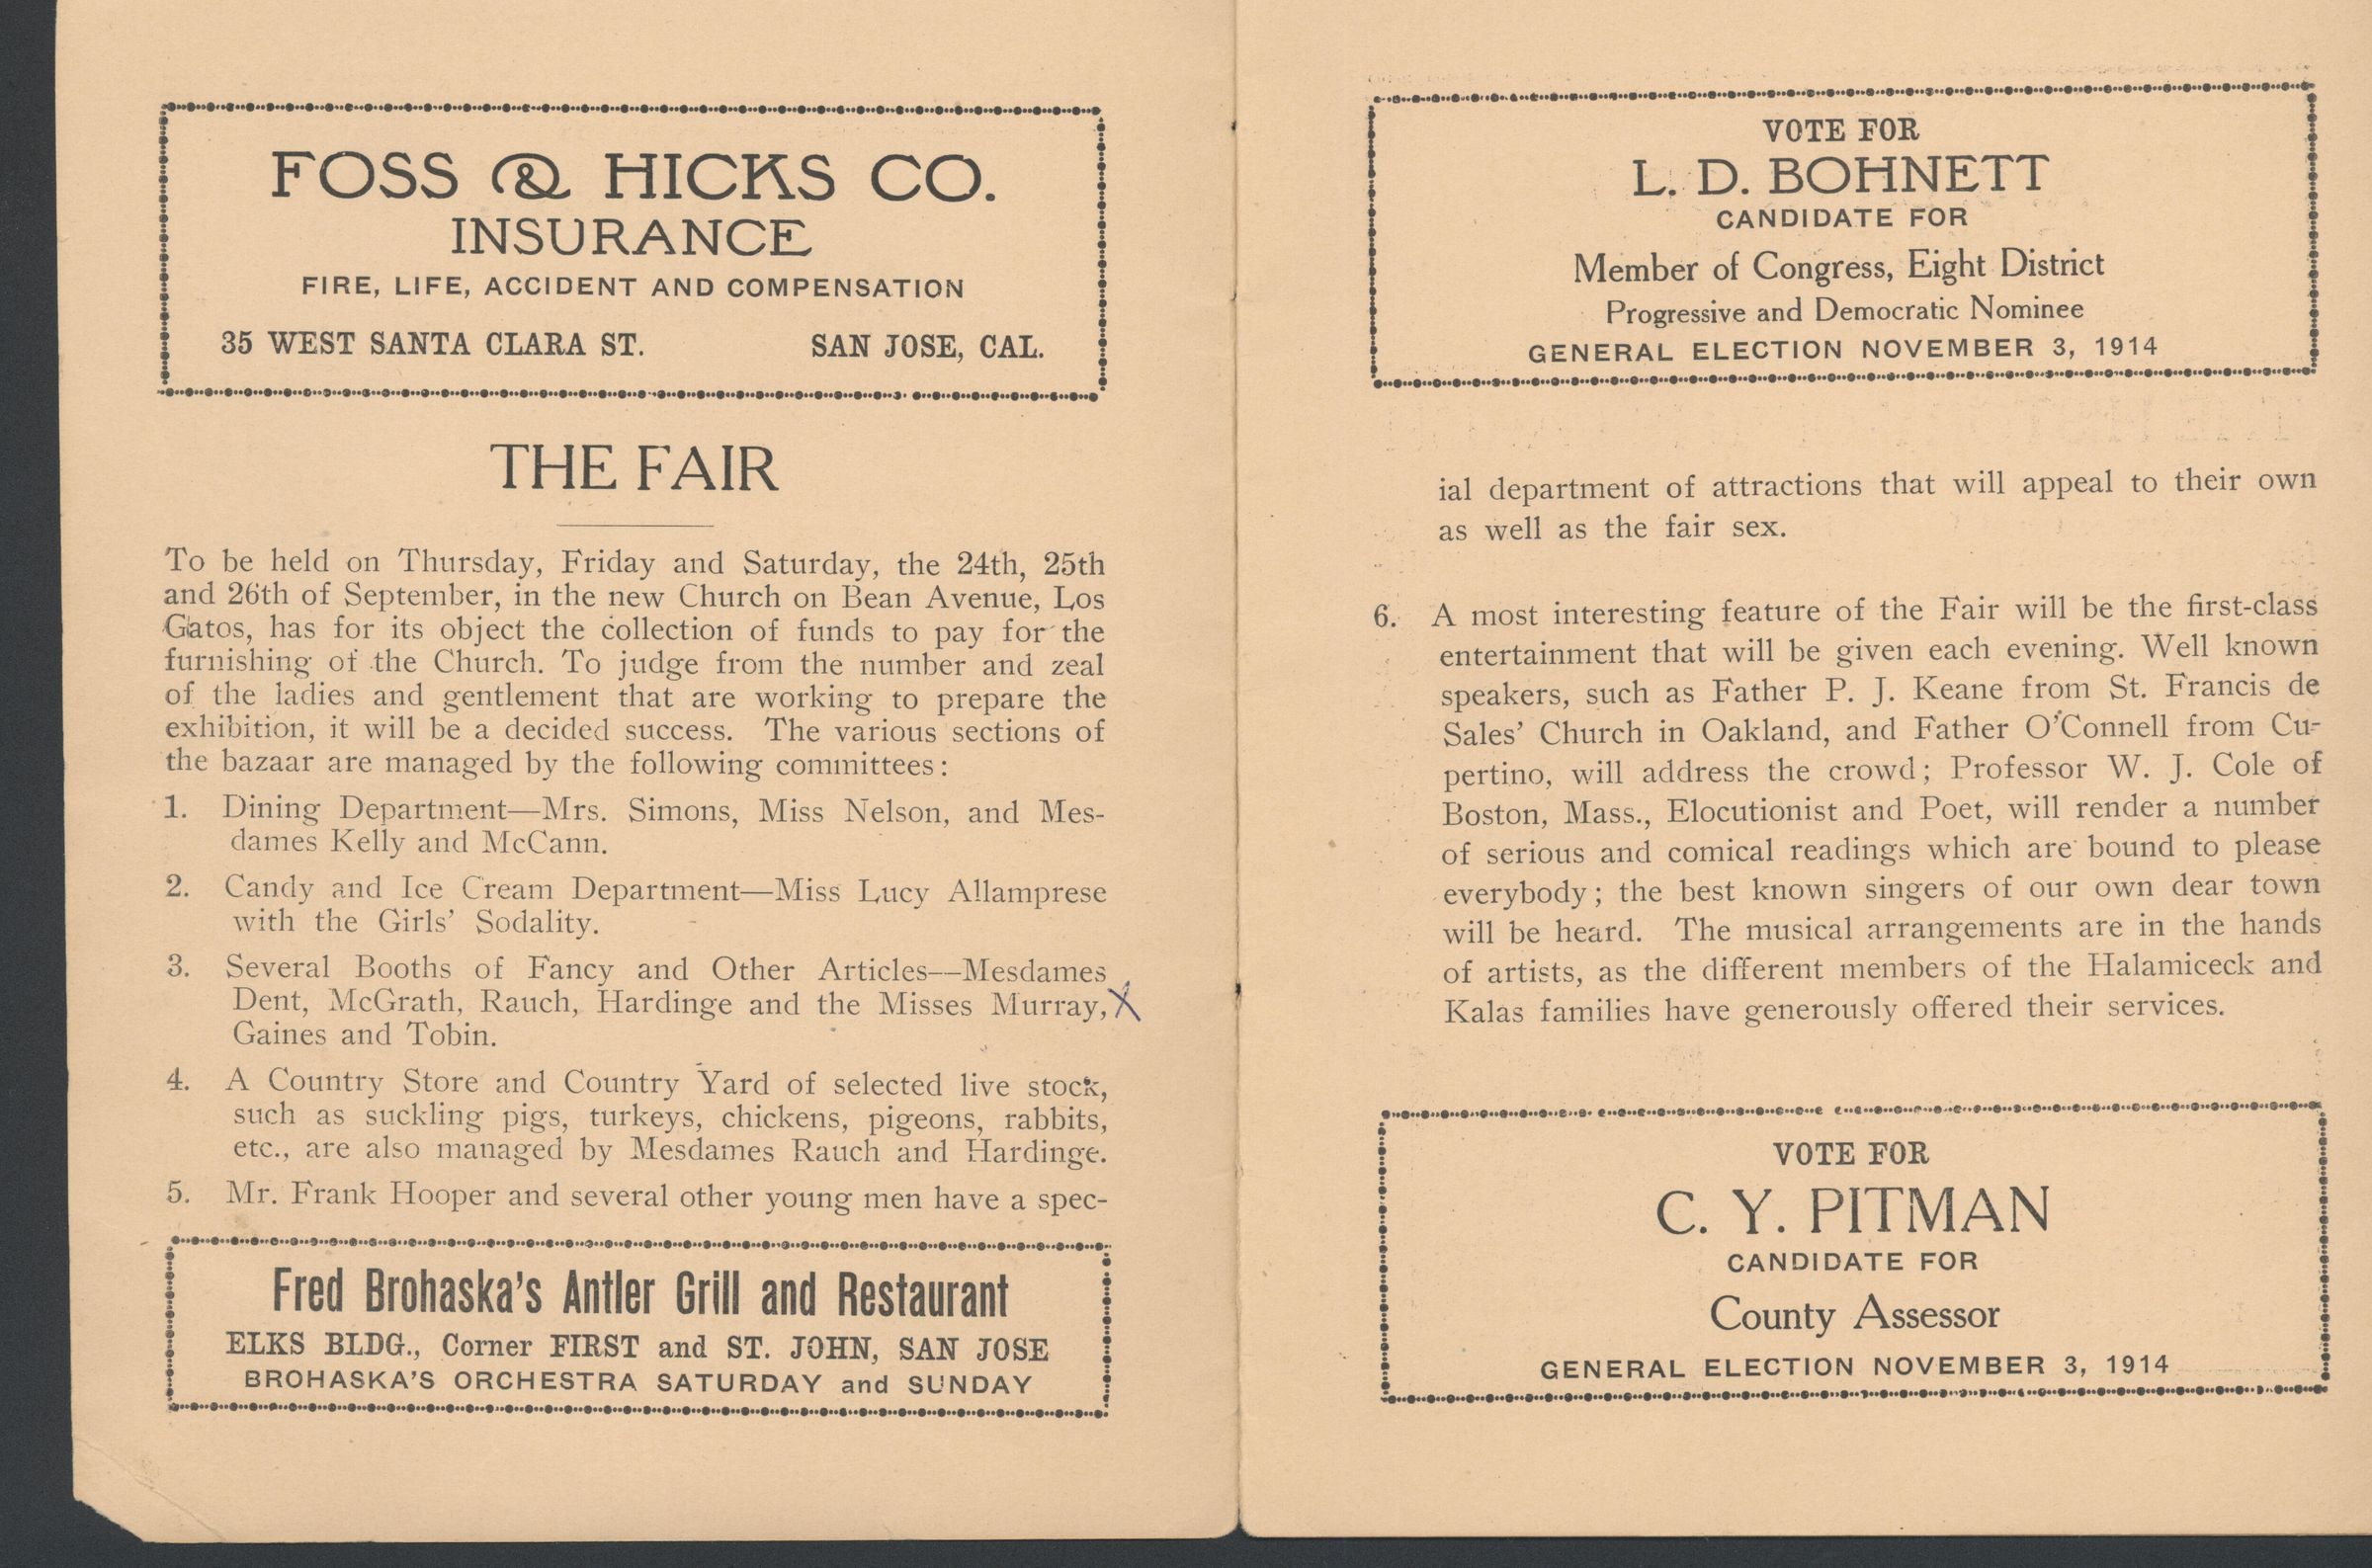 FOSS & HICKS CO.
INSURANCE
FIRE, LIFE, ACCIDENT AND COMPENSATION
35 WEST SANTA CLARA ST. SAN JOSE, CAL.
THE FAIR
To be held on Thursday, Friday and Saturday, the 24th, 25th
and 26th of September, in the new Church on Bean Avenue, Los
Gatos, has for its object the collection of funds to pay for the
furnishing of the Church. To judge from the number and zeal
of the ladies and gentlement that are working to prepare the
exhibition, it will be a decided success. The various sections of
the bazaar are managed by the following committees:
1. Dining Department—Mrs. Simons, Miss Nelson, and Mes-
dames Kelly and McCann.
2. Candy and Ice Cream Department—Miss Lucy Allamprese
with the Girls' Sodality.
3. Several Booths of Fancy and Other Articles—Mesdames
Dent, McGrath, Rauch, Hardinge and the Misses Murray, X
Gaines and Tobin.
4. A Country Store and Country Yard of selected live stock,
such as suckling pigs, turkeys, chickens, pigeons, rabbits,
etc., are also managed by Mesdames Rauch and Hardinge.
5. Mr. Frank Hooper and several other young men have a spec-
Fred Brohaska's Antler Grill and Restaurant
ELKS BLDG., Corner FIRST and ST. JOHN, SAN JOSE
BROHASKA'S ORCHESTRA SATURDAY and SUNDAY
VOTE FOR
L. D. BOHNETT
CANDIDATE FOR
Member of Congress, Eight District
Progressive and Democratic Nominee
GENERAL ELECTION NOVEMBER 3, 1914
ial department of attractions that will appeal to their own
as well as the fair sex.
6. A most interesting feature of the Fair will be the first-class
entertainment that will be given each evening. Well known
speakers, such as Father P. J. Keane from St. Francis de
Sales' Church in Oakland, and Father O'Connell from Cu-
pertino, will address the crowd; Professor W. J. Cole of
Boston, Mass., Elocutionist and Poet, will render a number
of serious and comical readings which are bound to please
everybody; the best known singers of our own dear town
will be heard. The musical arrangements are in the hands
of artists, as the different members of the Halamiceck and
Kalas families have generously offered their services.
VOTE FOR
C. Y. PITMAN
CANDIDATE FOR
County Assessor
GENERAL ELECTION NOVEMBER 3, 1914